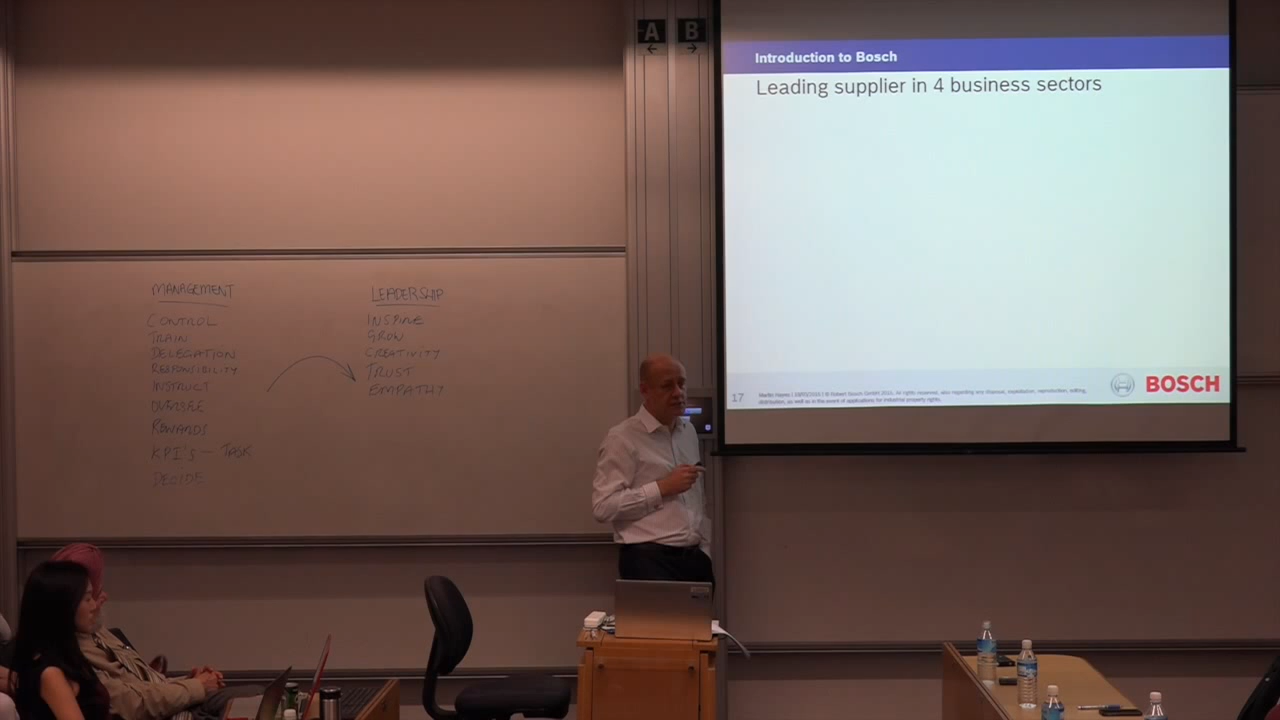 A B
Introduction to Bosch
Leading supplier in 4 business sectors
17
BOSCH
MANAGEMENT
CONTROL
TRAIN
DELEGATION
RESPONSIBILITY
INSTRUCT
OVERSEE
REWARDS
KPI'S - TASK
DECIDE
LEADERSHIP
INSPIRE
GROW
CREATIVITY
TRUST
EMPATHY